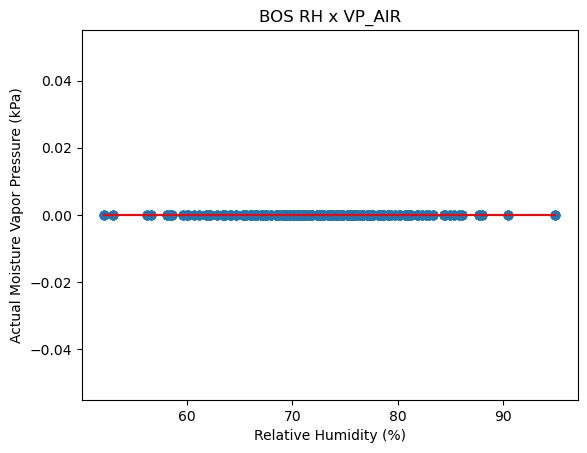 BOS RH x VP_AIR
Actual Moisture Vapor Pressure (kPa)
0.04
0.02
0.00
−0.02
−0.04
60 70 80 90
Relative Humidity (%)